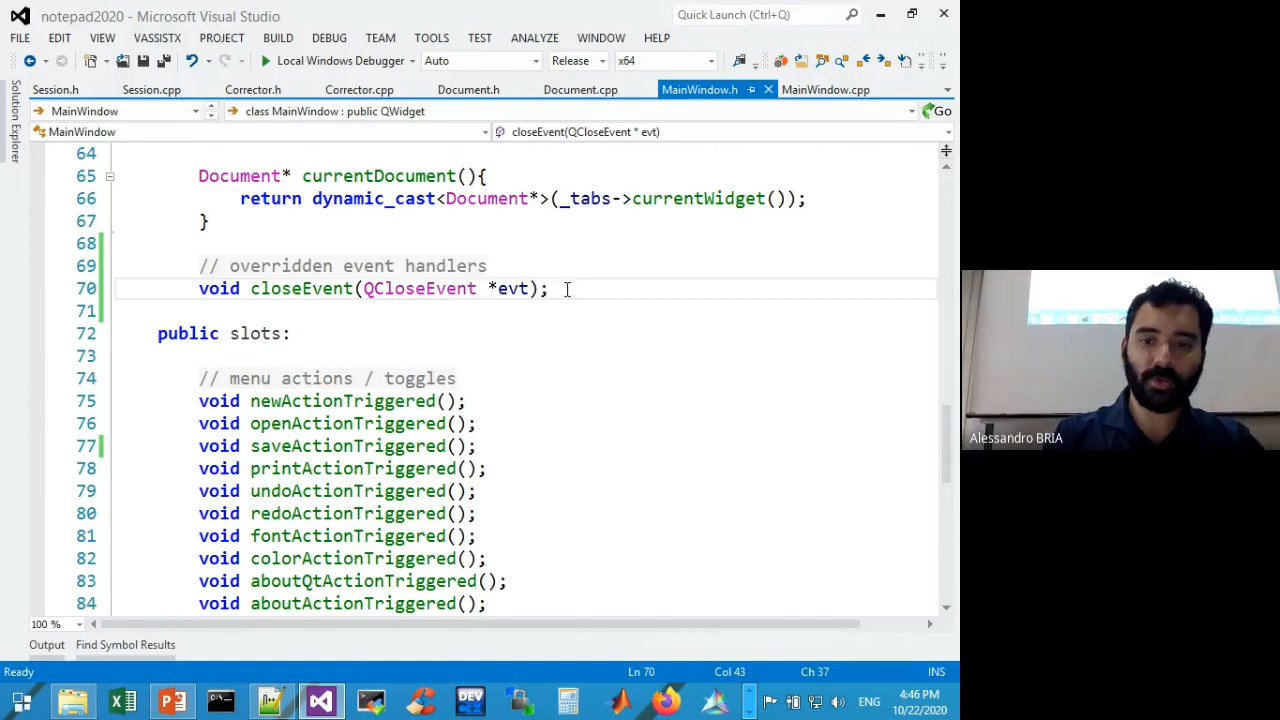 notepad2020 - Microsoft Visual Studio
Quick Launch (Ctrl+Q)
FILE EDIT VIEW VASSISTX PROJECT BUILD DEBUG TEAM TOOLS TEST ANALYZE WINDOW HELP
Local Windows Debugger Auto Release x64
Session.h Session.cpp Corrector.h Corrector.cpp Document.h Document.cpp MainWindow.h MainWindow.cpp
MainWindow class MainWindow : public QWidget Go
MainWindow closeEvent(QCloseEvent * evt)
Solution Explorer
64
65 Document* currentDocument(){
66 return dynamic_cast<Document*>(_tabs->currentWidget());
67 }
68
69 // overridden event handlers
70 void closeEvent(QCloseEvent *evt);
71
72 public slots:
73
74 // menu actions / toggles
75 void newActionTriggered();
76 void openActionTriggered();
77 void saveActionTriggered();
78 void printActionTriggered();
79 void undoActionTriggered();
80 void redoActionTriggered();
81 void fontActionTriggered();
82 void colorActionTriggered();
83 void aboutQtActionTriggered();
84 void aboutActionTriggered();
100 %
Output Find Symbol Results
Ready Ln 70 Col 43 Ch 37 INS
DEV
ENG
4:46 PM
10/22/2020
Alessandro BRIA